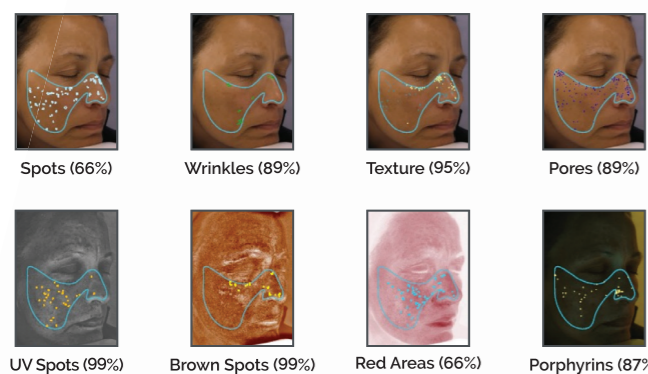 Spots (66%)
Wrinkles (89%)
Texture (95%)
Pores (89%)
UV Spots (99%)
Brown Spots (99%)
Red Areas (66%)
Porphyrins (87%